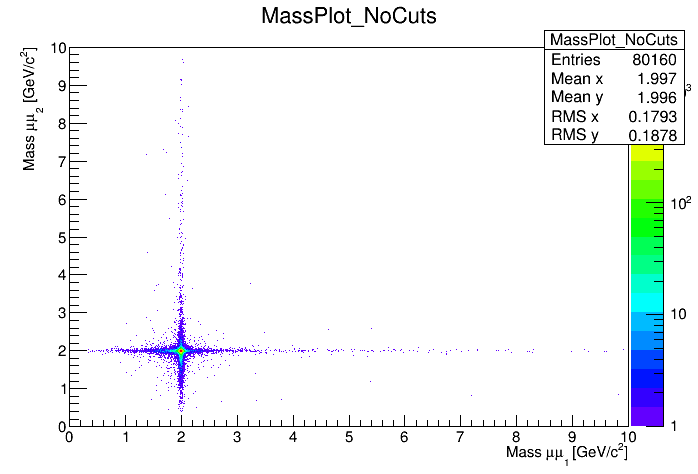 MassPlot_NoCuts
MassPlot_NoCuts
Entries 80160
Mean x 1.997
Mean y 1.996
RMS x 0.1793
RMS y 0.1878
Mass μμ₂ [GeV/c²]
10
9
8
7
6
5
4
3
2
1
0
0 1 2 3 4 5 6 7 8 9 10
Mass μμ₁[GeV/c²]
3
10²
10
1